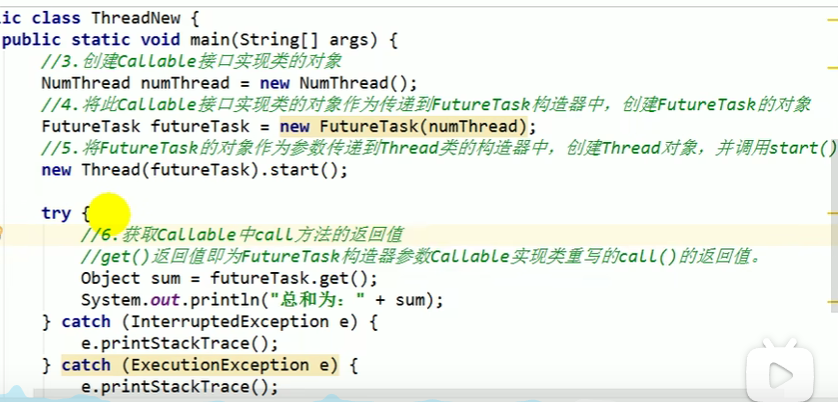 ic class ThreadNew {
public static void main(String[] args) {
//3.创建Callable接口实现类的对象
NumThread numThread = new NumThread();
//4.将此Callable接口实现类的对象作为传递到FutureTask构造器中，创建FutureTask的对象
FutureTask futureTask = new FutureTask(numThread);
//5.将FutureTask的对象作为参数传递到Thread类的构造器中，创建Thread对象，并调用start()
new Thread(futureTask).start();
try {
//6.获取Callable中call方法的返回值
//get()返回值即为FutureTask构造器参数Callable实现类重写的call()的返回值。
Object sum = futureTask.get();
System.out.println("总和为：" + sum);
} catch (InterruptedException e) {
e.printStackTrace();
} catch (ExecutionException e) {
e.printStackTrace();